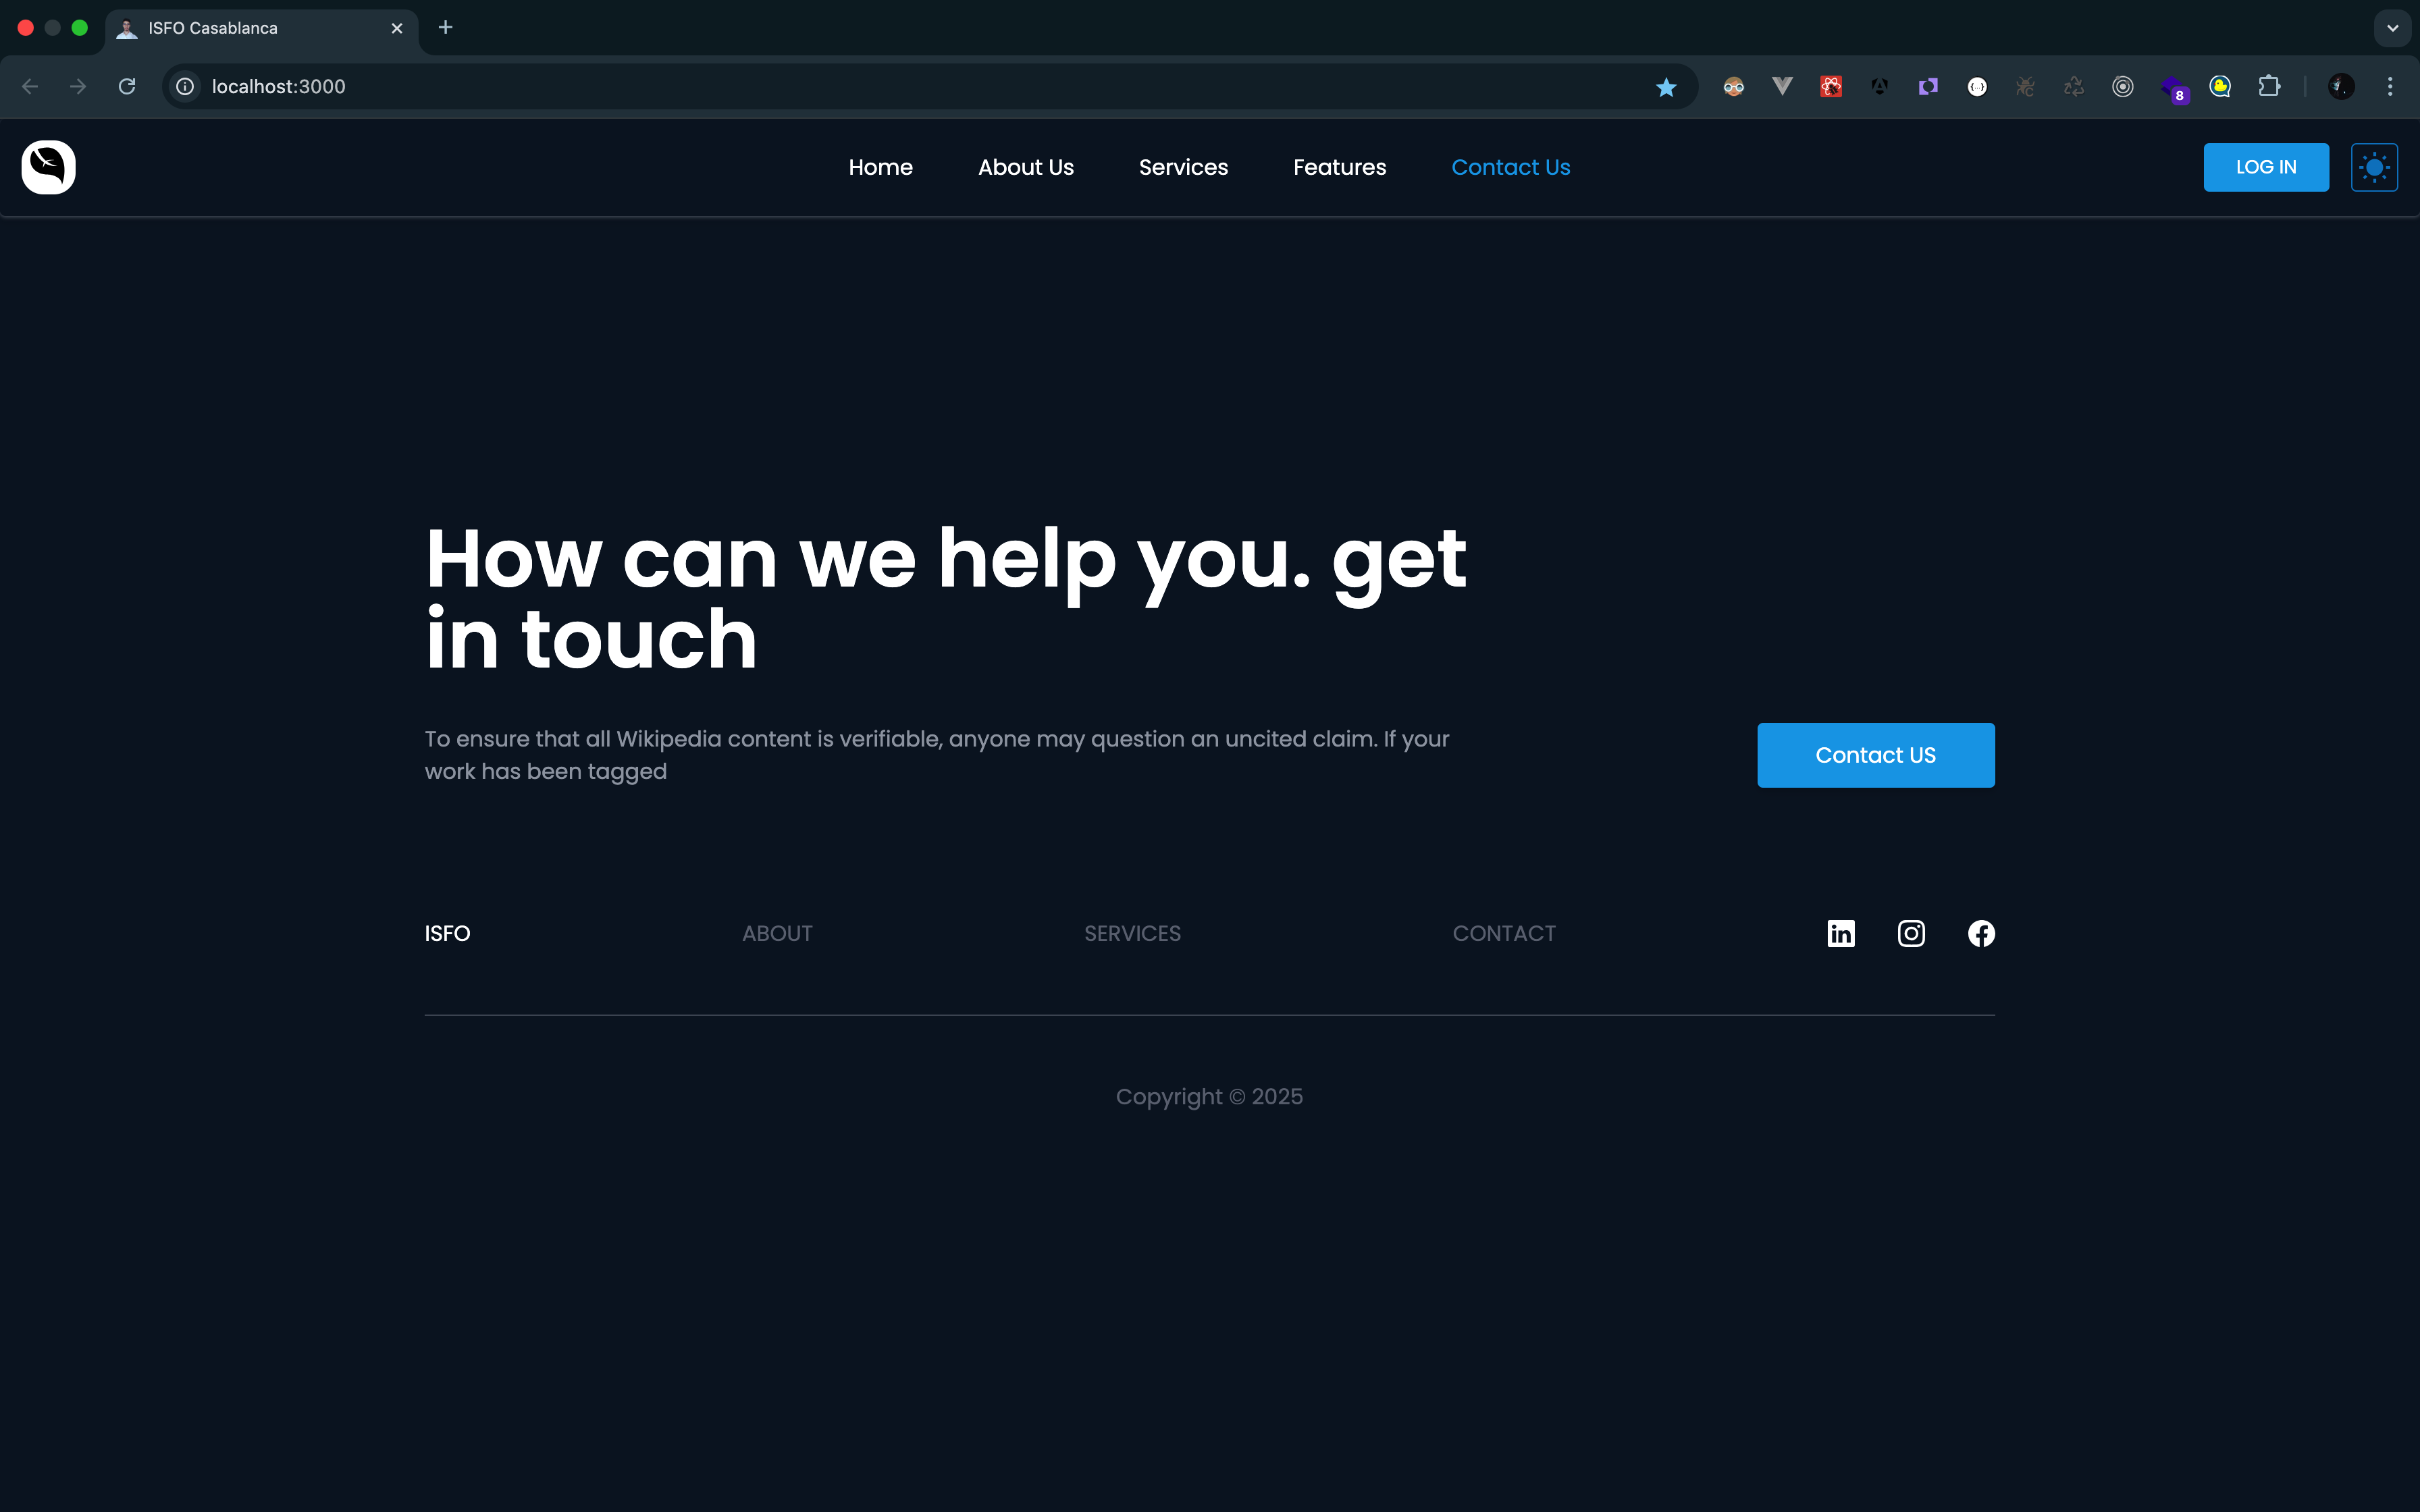 ISFO Casablanca
localhost:3000
8
Home About Us Services Features Contact Us
LOG IN
How can we help you. get
in touch
To ensure that all Wikipedia content is verifiable, anyone may question an uncited claim. If your
work has been tagged
Contact US
ISFO ABOUT SERVICES CONTACT
Copyright © 2025